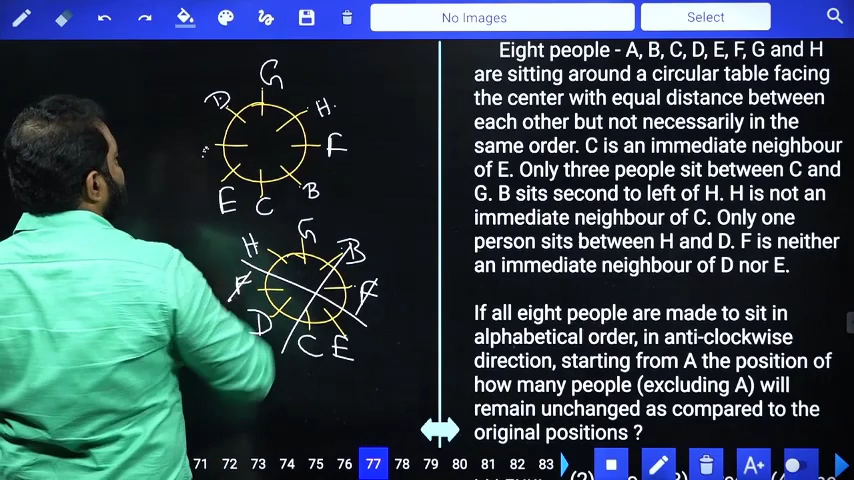 No Images
Select
G
D
H
F
E
C
B
G
H
B
F
F
D
C
E
Eight people - A, B, C, D, E, F, G and H
are sitting around a circular table facing
the center with equal distance between
each other but not necessarily in the
same order. C is an immediate neighbour
of E. Only three people sit between C and
G. B sits second to left of H. H is not an
immediate neighbour of C. Only one
person sits between H and D. F is neither
an immediate neighbour of D nor E.
If all eight people are made to sit in
alphabetical order, in anti-clockwise
direction, starting from A the position of
how many people (excluding A) will
remain unchanged as compared to the
original positions ?
71 72 73 74 75 76 77 78 79 80 81 82 83
A+